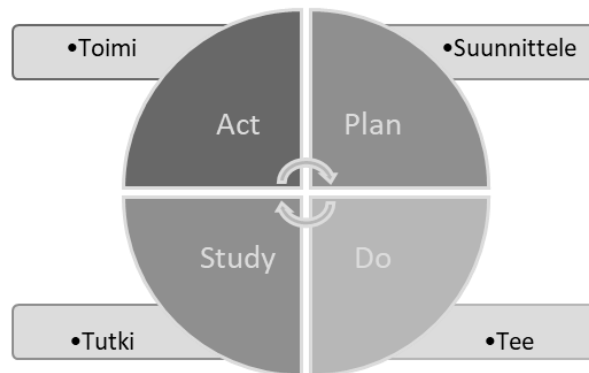 •Toimi
•Suunnittele
Act
Plan
Study
Do
•Tutki
•Tee